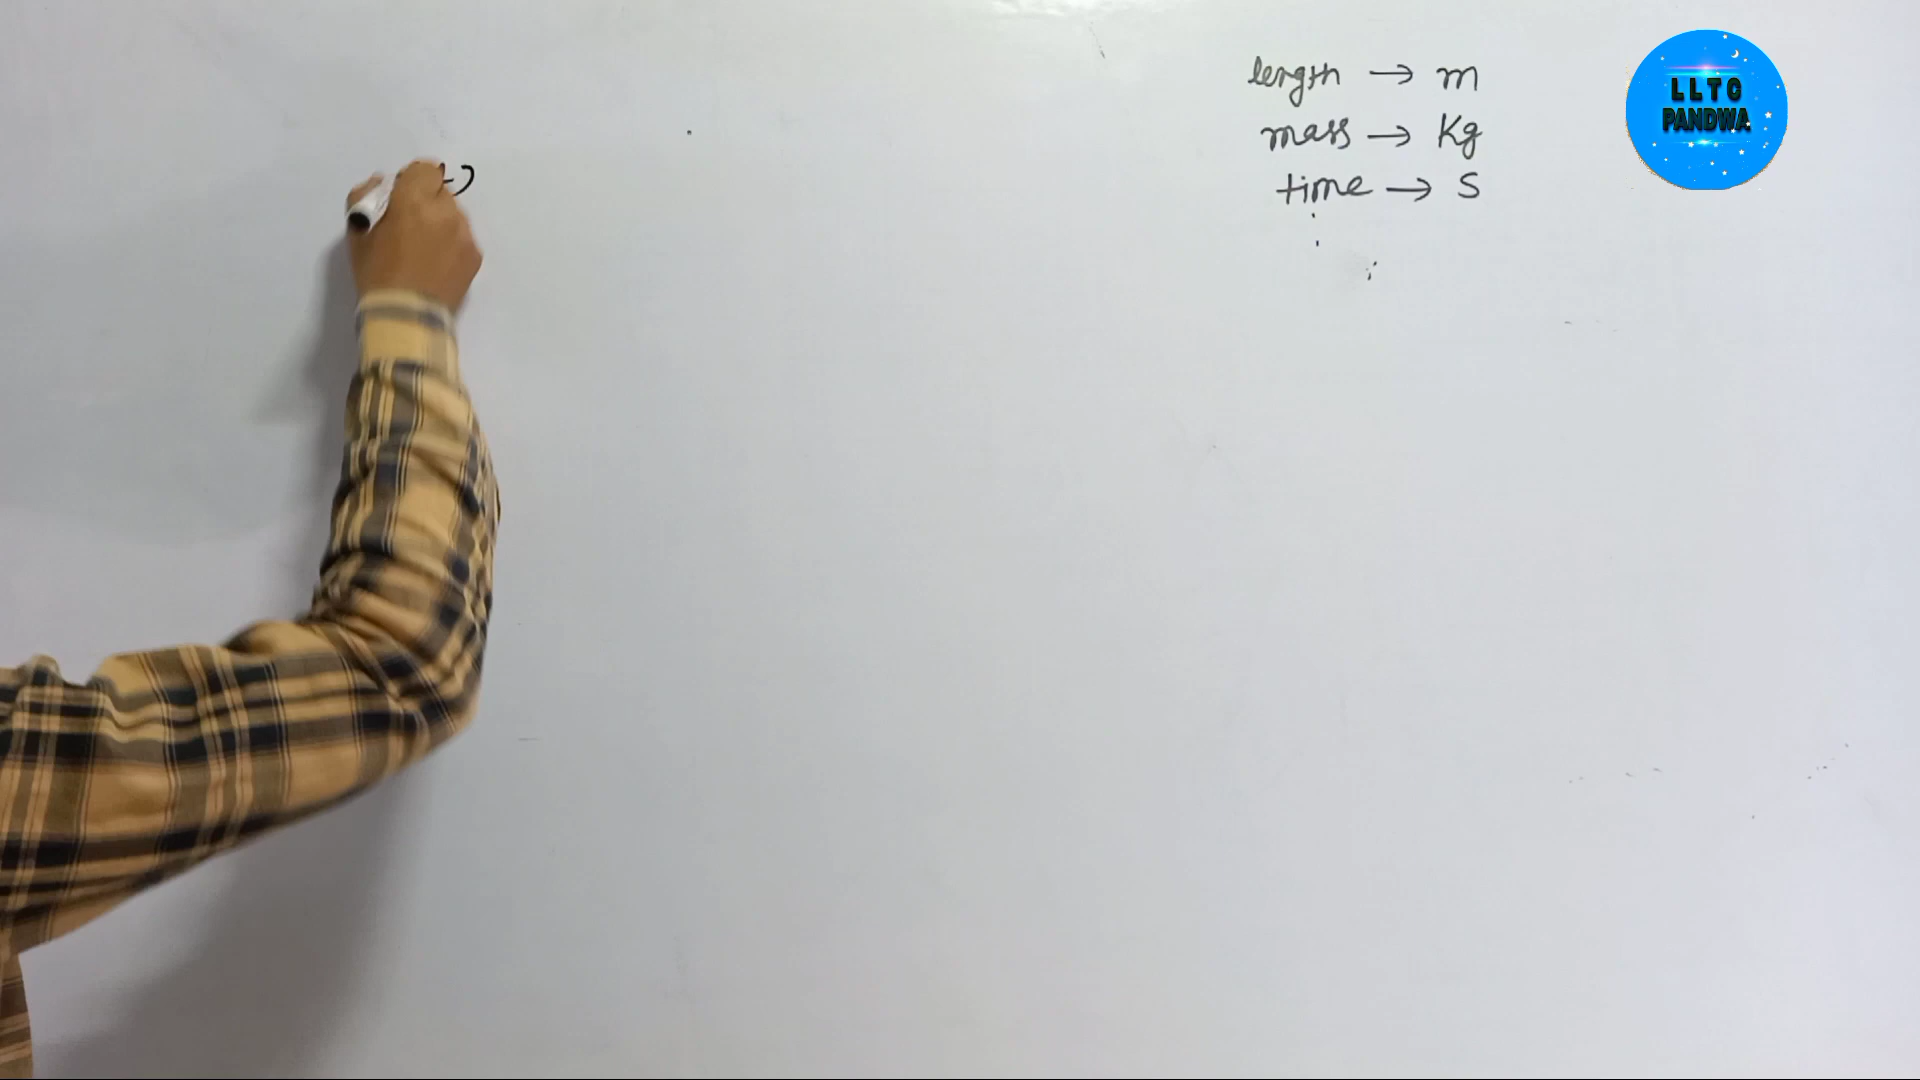 length → m
mass → Kg
time → S
LLTC
PANDWA